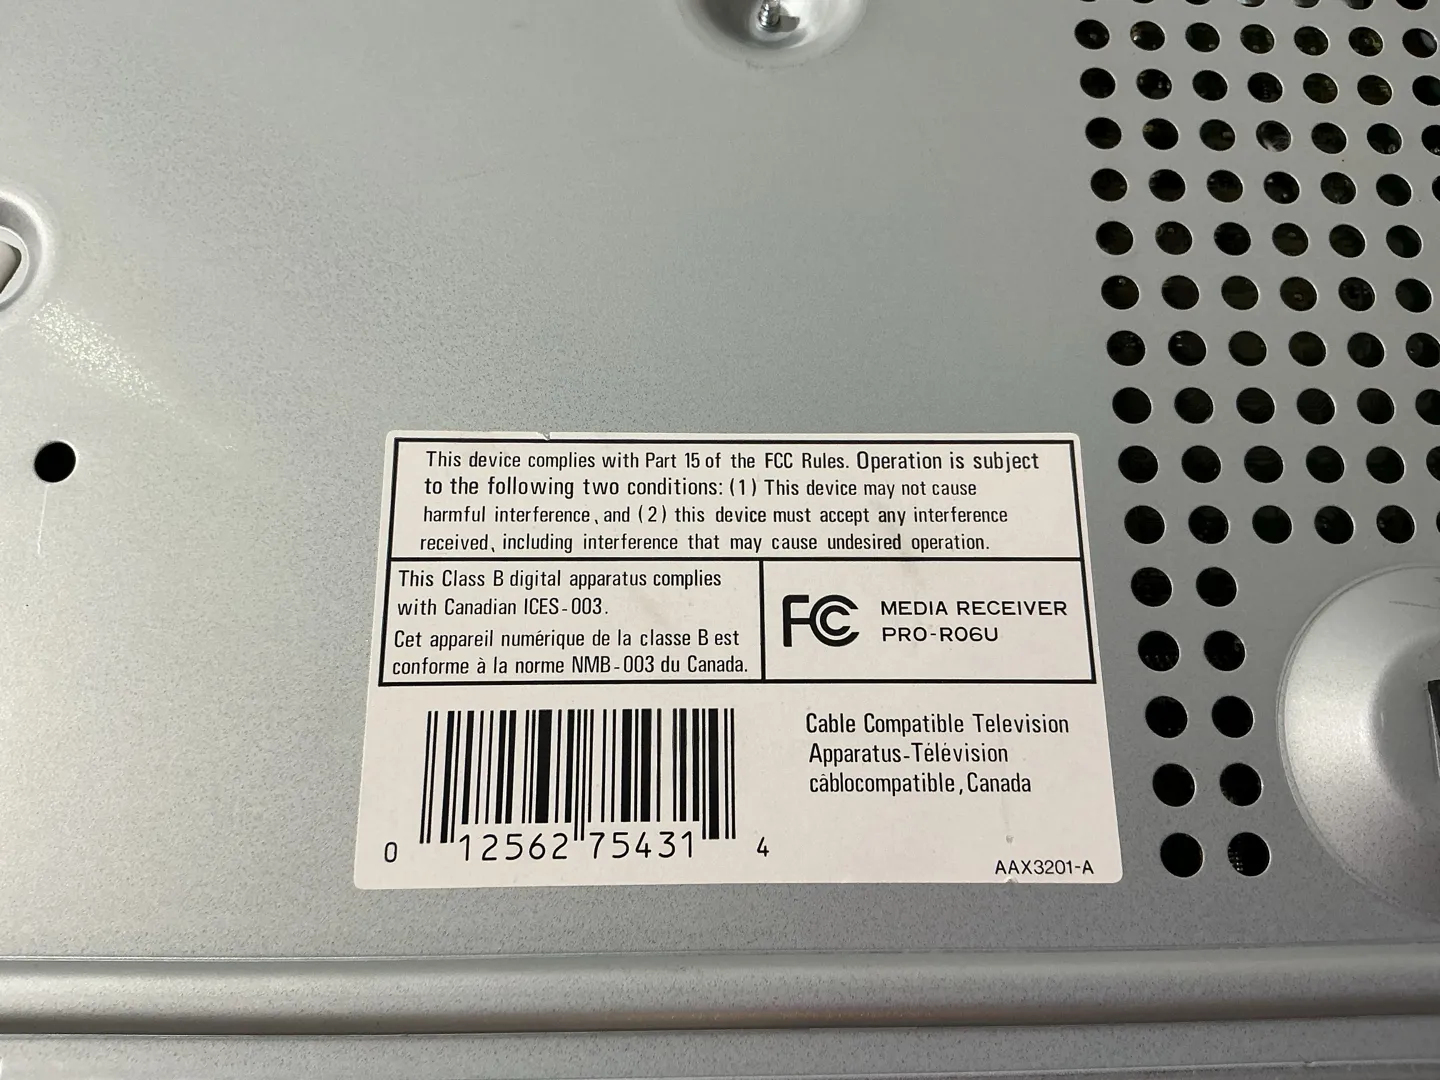 This device complies with Part 15 of the FCC Rules. Operation is subject
to the following two conditions: (1) This device may not cause
harmful interference, and (2) this device must accept any interference
received, including interference that may cause undesired operation.
This Class B digital apparatus complies
with Canadian ICES-003.
Cet appareil numérique de la classe B est
conforme à la norme NMB-003 du Canada.
FC
MEDIA RECEIVER
PRO-R06U
Cable Compatible Television
Apparatus-Télévision
câblocompatible, Canada
0 12562 75431 4
AAX3201-A